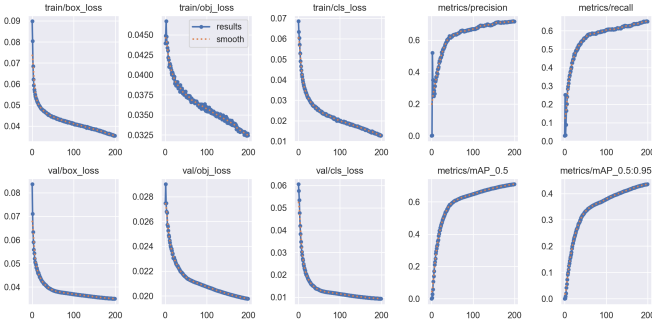 train/box_loss
train/obj_loss
train/cls_loss
metrics/precision
metrics/recall
0.09
0.08
0.07
0.06
0.05
0.04
0 100 200
0.0450
0.0425
0.0400
0.0375
0.0350
0.0325
0 100 200
results
smooth
0.07
0.06
0.05
0.04
0.03
0.02
0.01
0 100 200
0.6
0.4
0.2
0.0
0 100 200
0.6
0.5
0.4
0.3
0.2
0.1
0.0
0 100 200
val/box_loss
val/obj_loss
val/cls_loss
metrics/mAP_0.5
metrics/mAP_0.5:0.95
0.08
0.07
0.06
0.05
0.04
0 100 200
0.028
0.026
0.024
0.022
0.020
0 100 200
0.06
0.05
0.04
0.03
0.02
0.01
0 100 200
0.6
0.4
0.2
0.0
0 100 200
0.4
0.3
0.2
0.1
0.0
0 100 200